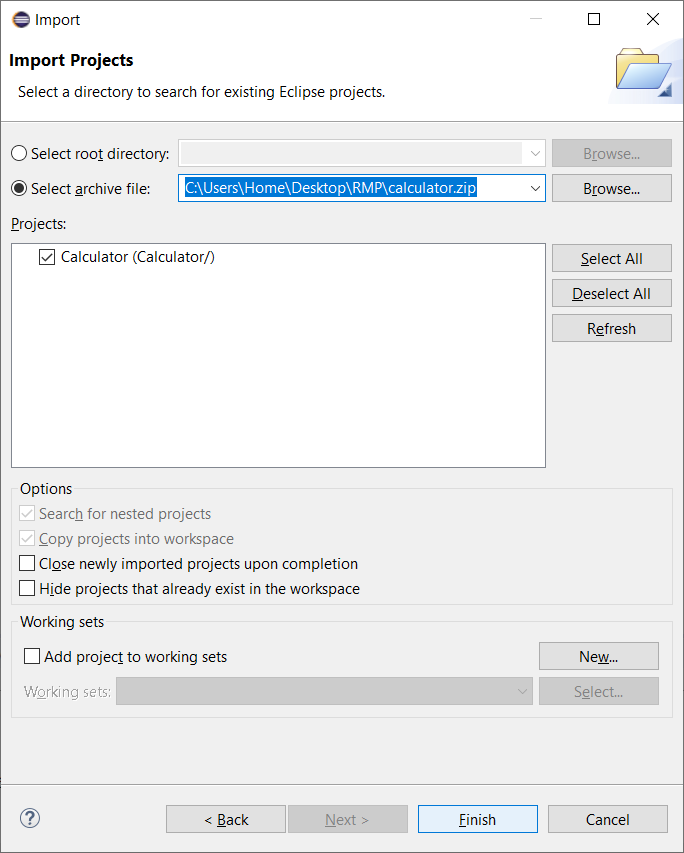 Import
Import Projects
Select a directory to search for existing Eclipse projects.
Select root directory:
Browse...
Select archive file:
C:\Users\Home\Desktop\RMP\calculator.zip
Browse...
Projects:
Calculator (Calculator/)
Select All
Deselect All
Refresh
Options
Search for nested projects
Copy projects into workspace
Close newly imported projects upon completion
Hide projects that already exist in the workspace
Working sets
Add project to working sets
New...
Working sets:
Select...
?
< Back
Next >
Finish
Cancel